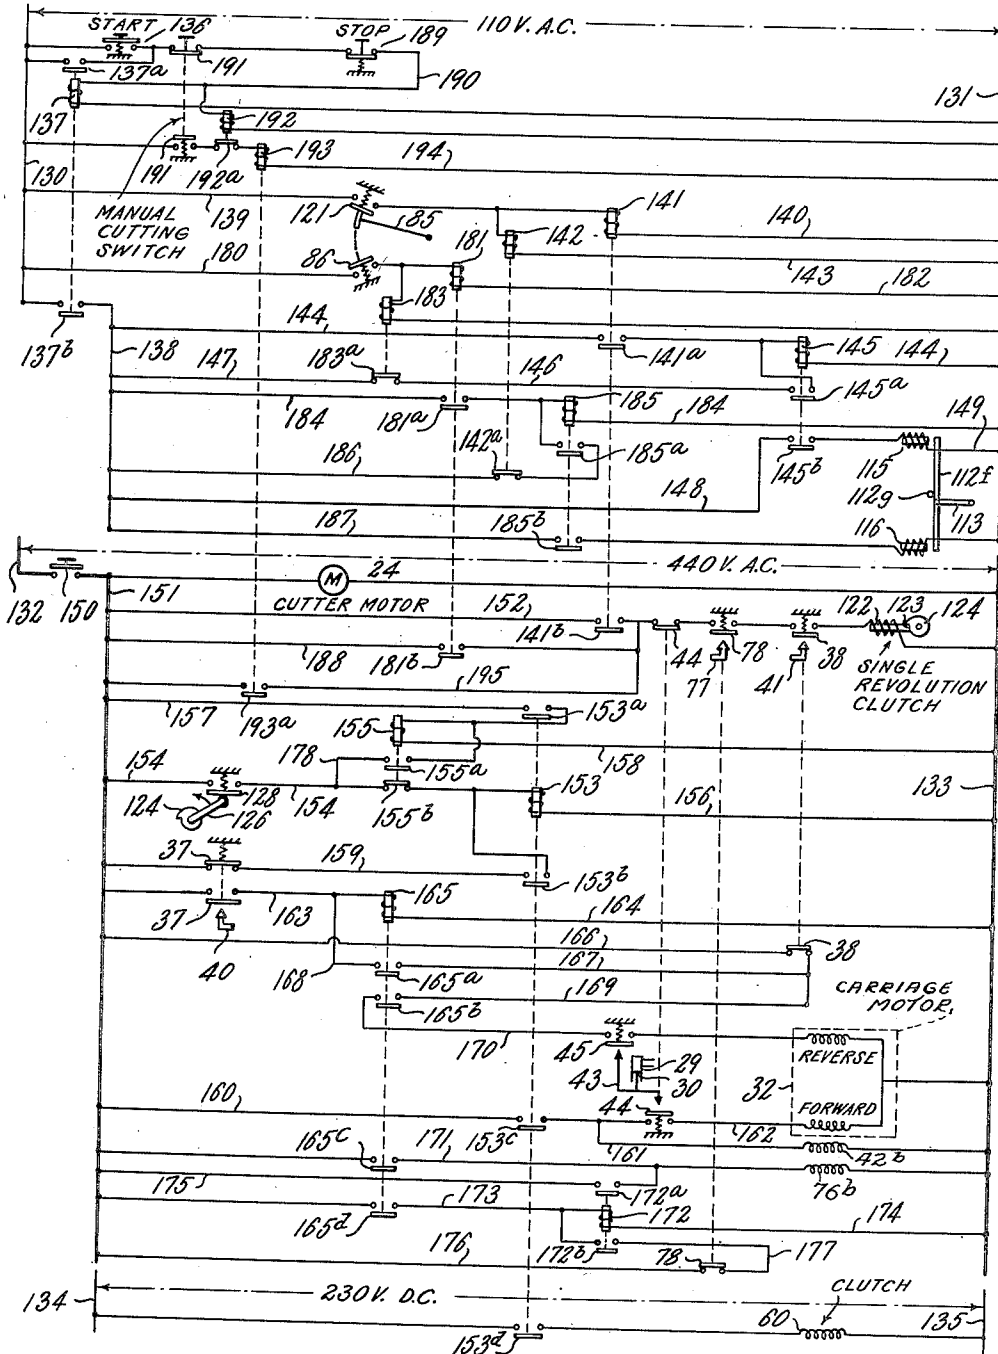 110 V. A.C.
START 136 STOP 189
137a 191 190
137 192 131
193 194
191 192a
130 139 121 85 141
MANUAL
CUTTING
SWITCH
142 140
180 86 181 143
183 182
144
137b 138 183a 141a 145 144
147 146 145a
184 181a 185 184 149
142a 185a 145b 115 112f
186 148 112g 113
187 185b 116
440 V. A.C.
132 150 151 M 24
CUTTER MOTOR 152 141b 122 123 124
188 181b 44 78 38
77 41 SINGLE
REVOLUTION
CLUTCH
195
157 193a 153a
155
178 158
154 155a 153 133
128 154 156
124 126 155b
37 159 153b
165
37 163 164
40 166 38
168 165a 167
165b 169 CARRIAGE
MOTOR
170 45 29 REVERSE
43 30 32
160 44 FORWARD
153c 162
165c 171 161 42b
175 172a 76b
173 172 174
165d 172b 177
176 78
134 230 V. D.C. CLUTCH
60 135
153d